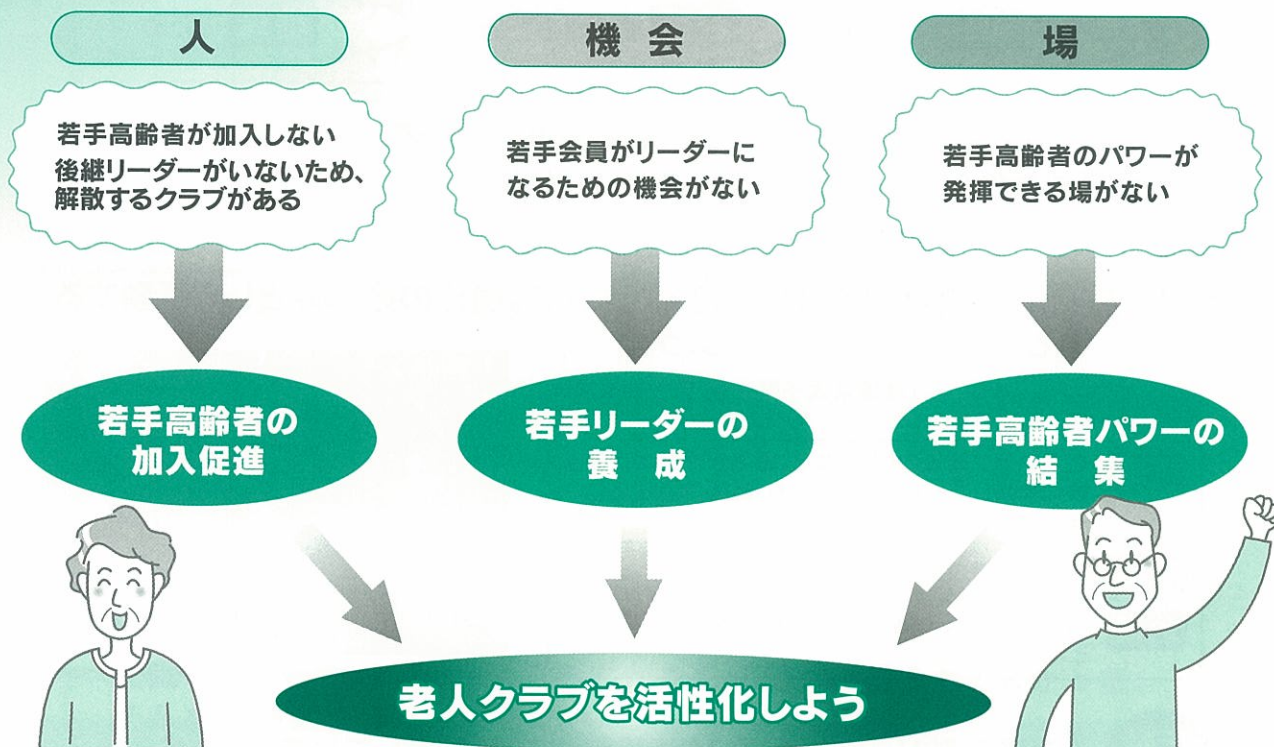 人
機 会
場
若手高齢者が加入しない
後継リーダーがいないため、
解散するクラブがある
若手会員がリーダーに
なるための機会がない
若手高齢者のパワーが
発揮できる場がない
若手高齢者の
加入促進
若手リーダーの
養 成
若手高齢者パワーの
結 集
老人クラブを活性化しよう